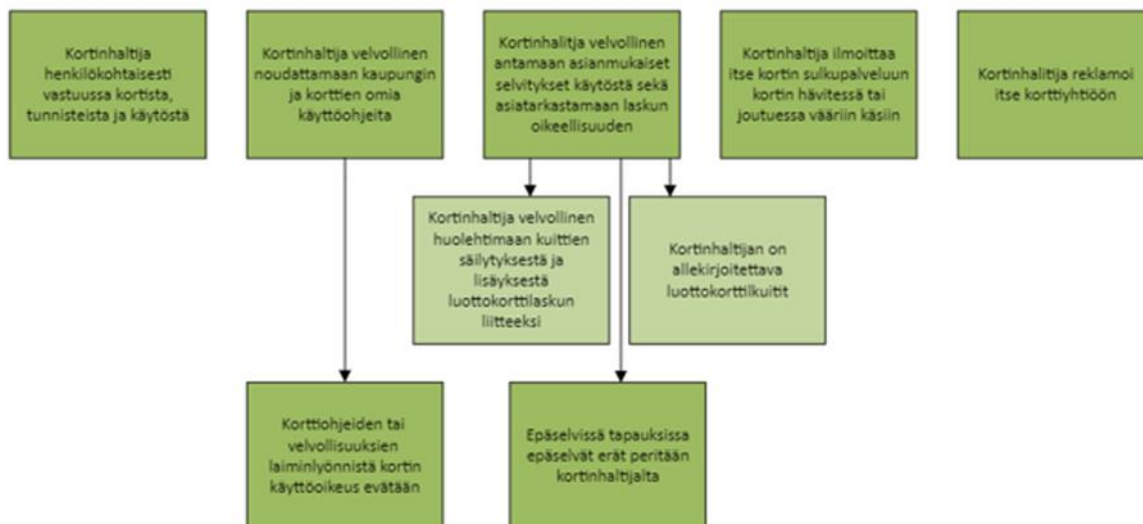 Kortinhaltija
henkilökohtaisesti
vastuussa kortista,
tunnisteista ja käytöstä
Kortinhaltija velvollinen
noudattamaan kaupungin
ja korttien omia
käyttöohjeita
Kortinhalitja velvollinen
antamaan asianmukaiset
selvitykset käytöstä sekä
asiatarkastamaan laskun
oikeellisuuden
Kortinhaltija ilmoittaa
itse kortin sulkupalveluun
kortin hävitessä tai
joutuessa vääriin käsiin
Kortinhalitija reklamoi
itse korttiyhtiöön
Kortinhaltija velvollinen
huolehtimaan kuittien
säilytyksestä ja
lisäyksestä
luottokorttilaskun
liitteeksi
Kortinhaltijan on
allekirjoitettava
luottokorttilkuitit
Korttiohjeiden tai
velvollisuuksien
laiminlyönnistä kortin
käyttöoikeus evätään
Epäselvissä tapauksissa
epäselvät erät peritään
kortinhaltijalta